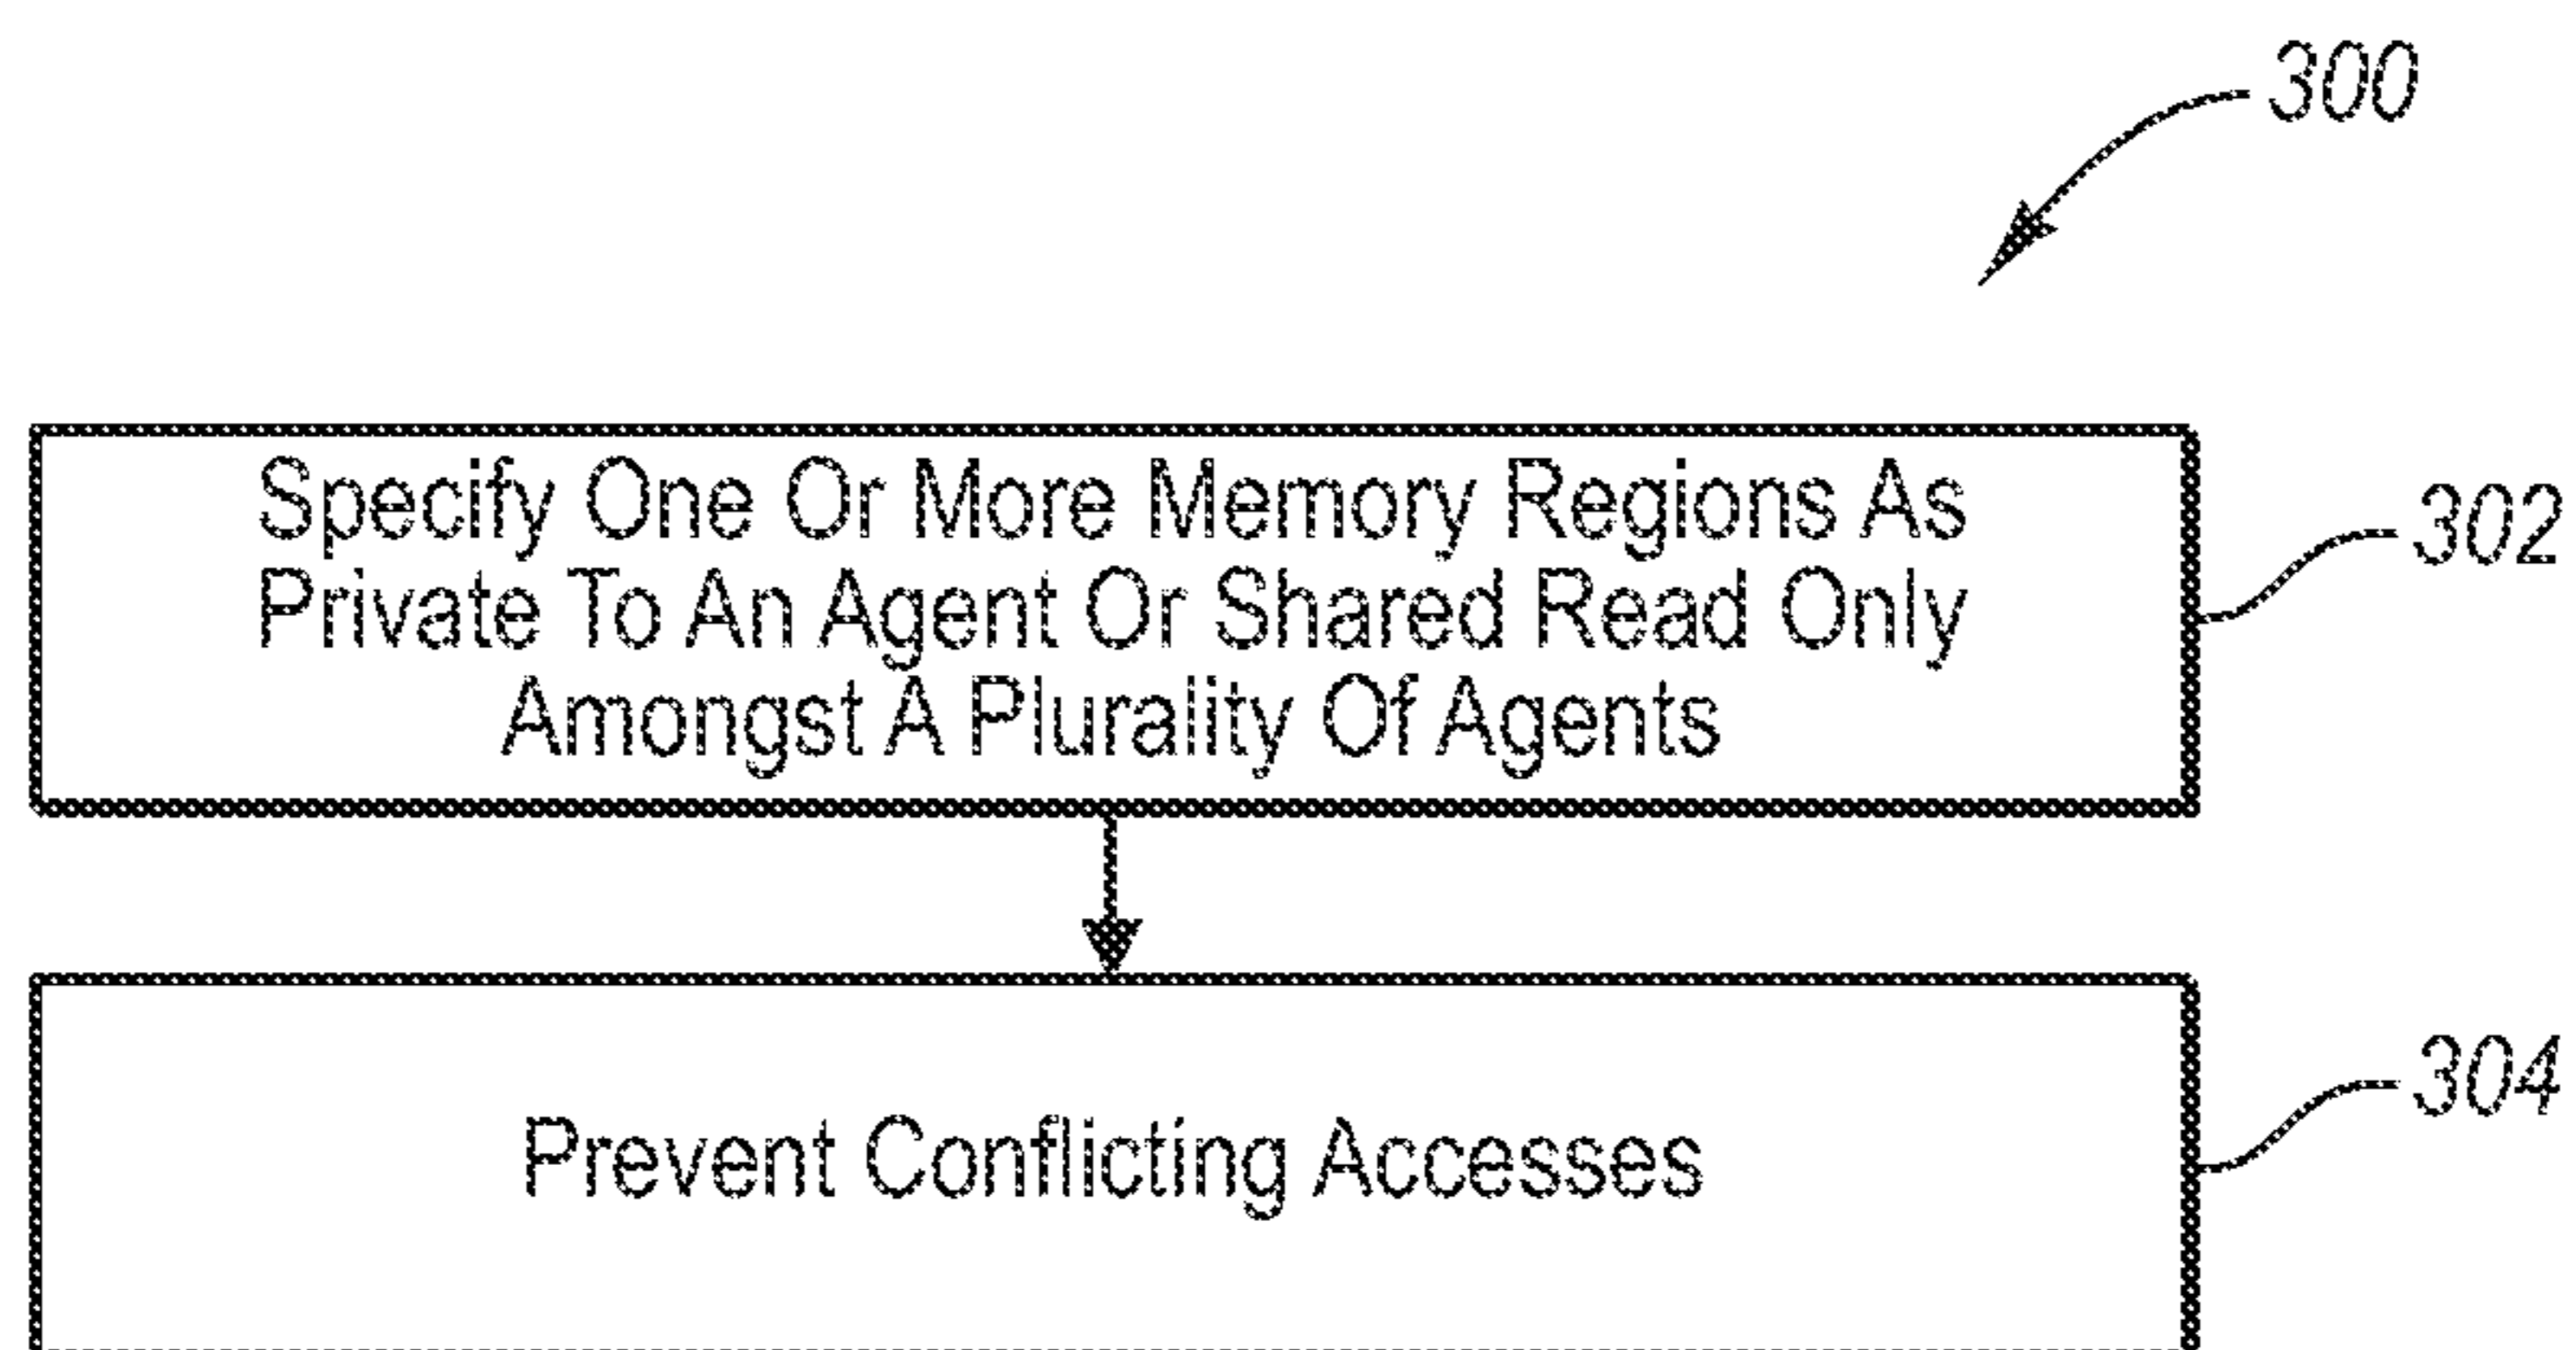 300
Specify One Or More Memory Regions As
Private To An Agent Or Shared Read Only
Amongst A Plurality Of Agents
302
Prevent Conflicting Accesses
304